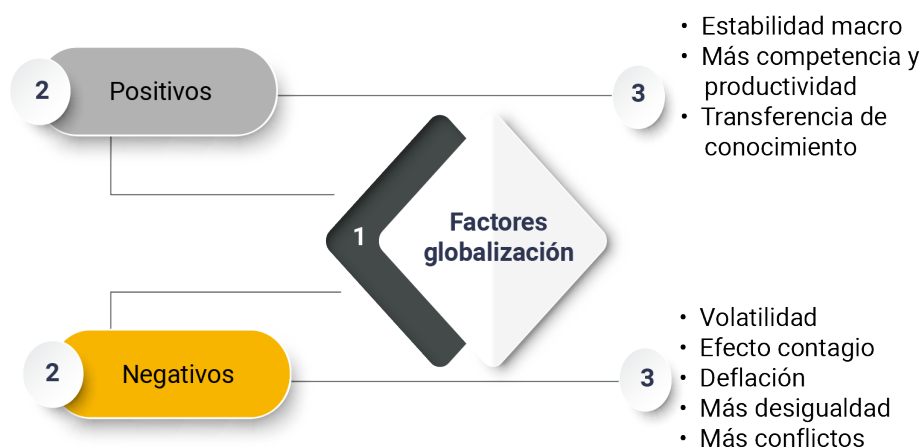 1
Factores
globalización
2
Positivos
3
• Estabilidad macro
• Más competencia y
productividad
• Transferencia de
conocimiento
2
Negativos
3
• Volatilidad
• Efecto contagio
• Deflación
• Más desigualdad
• Más conflictos